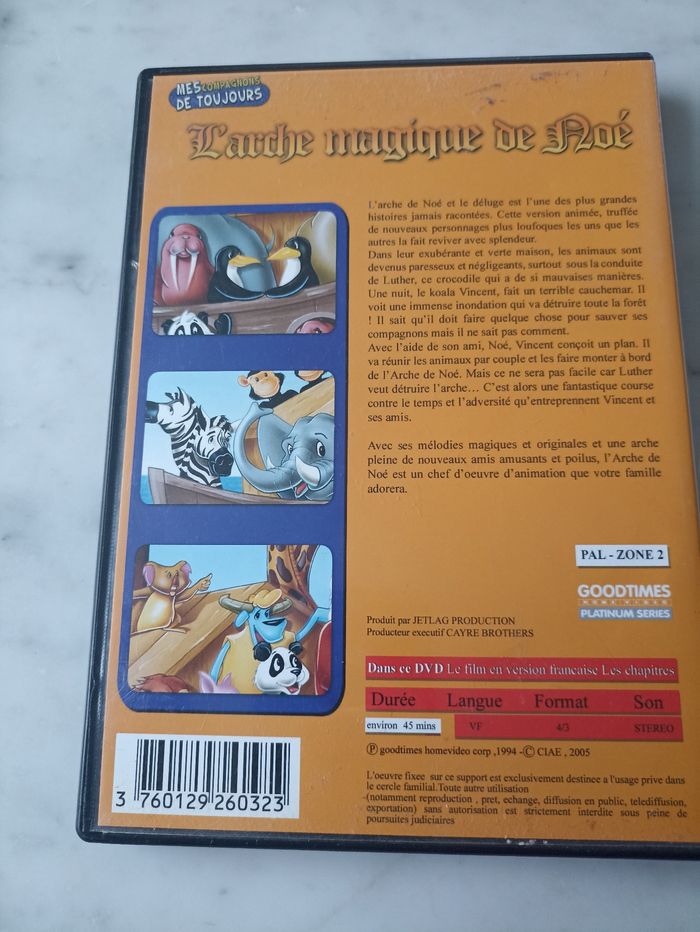 MES COMPAGNONS
DE TOUJOURS
L'arche magique de Noé
L'arche de Noé et le déluge est l'une des plus grandes
histoires jamais racontées. Cette version animée, truffée
de nouveaux personnages plus loufoques les uns que les
autres la fait reviver avec splendeur.
Dans leur exubérante et verte maison, les animaux sont
devenus paresseux et négligeants, surtout sous la conduite
de Luther, ce crocodile qui a de si mauvaises manières.
Une nuit, le koala Vincent, fait un terrible cauchemar. Il
voit une immense inondation qui va détruire toute la forêt
! Il sait qu'il doit faire quelque chose pour sauver ses
compagnons mais il ne sait pas comment.
Avec l'aide de son ami, Noé, Vincent conçoit un plan. Il
va réunir les animaux par couple et les faire monter à bord
de l'Arche de Noé. Mais ce ne sera pas facile car Luther
veut détruire l'arche... C'est alors une fantastique course
contre le temps et l'adversité qu'entreprennent Vincent et
ses amis.
Avec ses mélodies magiques et originales et une arche
pleine de nouveaux amis amusants et poilus, l'Arche de
Noé est un chef d'oeuvre d'animation que votre famille
adorera.
PAL - ZONE 2
GOODTIMES
HOME VIDEO
PLATINUM SERIES
Produit par JETLAG PRODUCTION
Producteur executif CAYRE BROTHERS
Dans ce DVD Le film en version francaise Les chapitres
Durée Langue Format Son
environ 45 mins VF 4/3 STEREO
℗ goodtimes homevideo corp ,1994 -© CIAE , 2005
L'oeuvre fixee sur ce support est exclusivement destinee a l'usage prive dans
le cercle familial.Toute autre utilisation
(notamment reproduction , pret, echange, diffusion en public, telediffusion,
exportation) sans autorisation est strictement interdite sous peine de
poursuites judiciaires
3 760129 260323